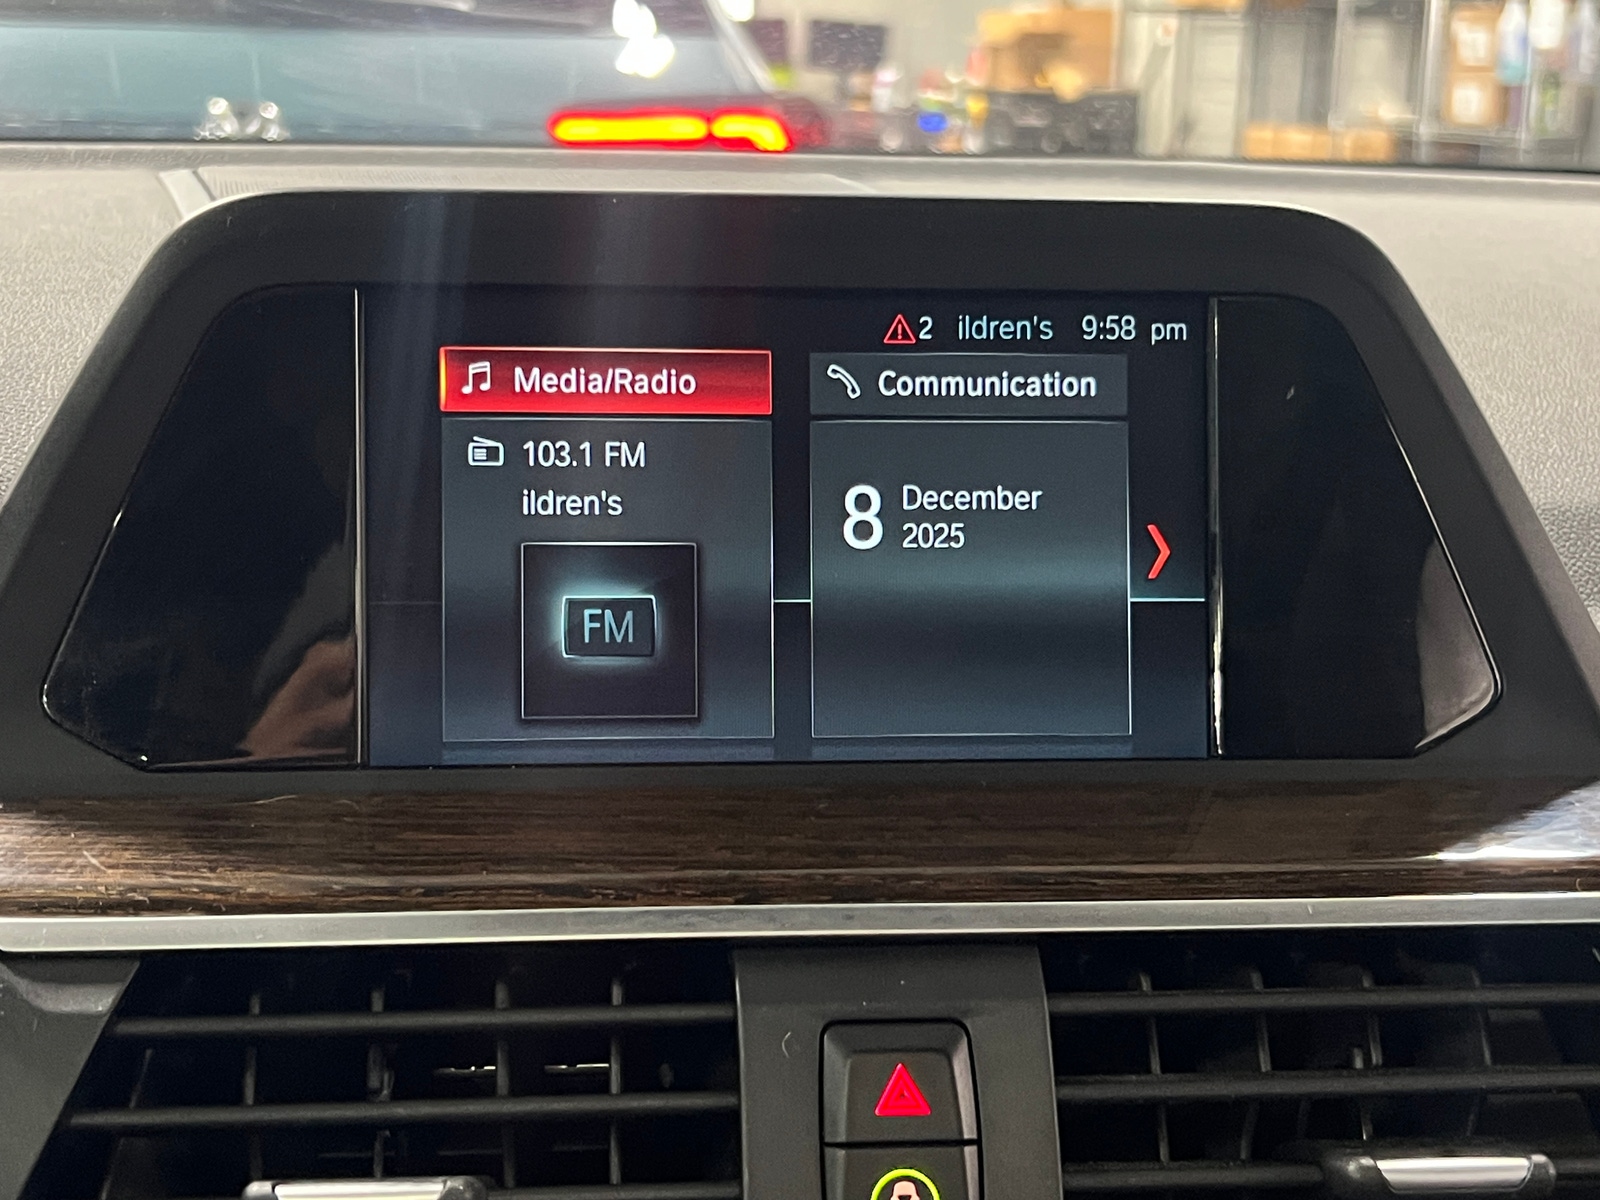 2 ildren's 9:58 pm
Media/Radio
Communication
103.1 FM
ildren's
FM
8 December
2025